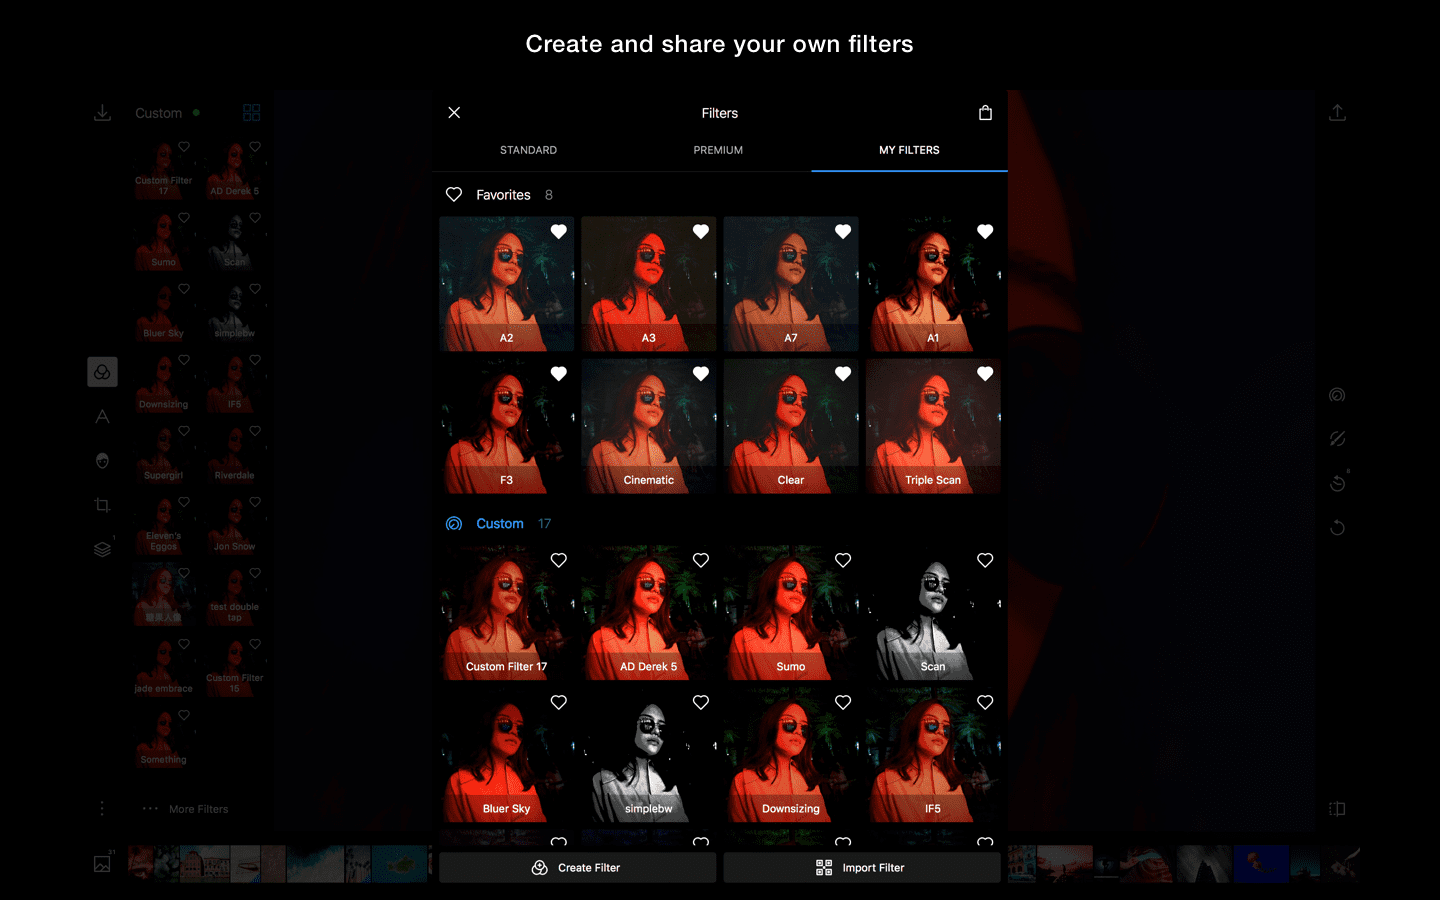 Create and share your own filters
Custom
Custom Filter
17
AD Derek 5
Sumo
Scan
Bluer Sky
simplebw
Downsizing
IF5
Supergirl
Riverdale
Eleven's
Eggos
Jon Snow
test double
tap
jade embrace
Custom Filter
15
Something
More Filters
Filters
STANDARD
PREMIUM
MY FILTERS
Favorites 8
A2
A3
A7
A1
F3
Cinematic
Clear
Triple Scan
Custom 17
Custom Filter 17
AD Derek 5
Sumo
Scan
Bluer Sky
simplebw
Downsizing
IF5
Create Filter
Import Filter